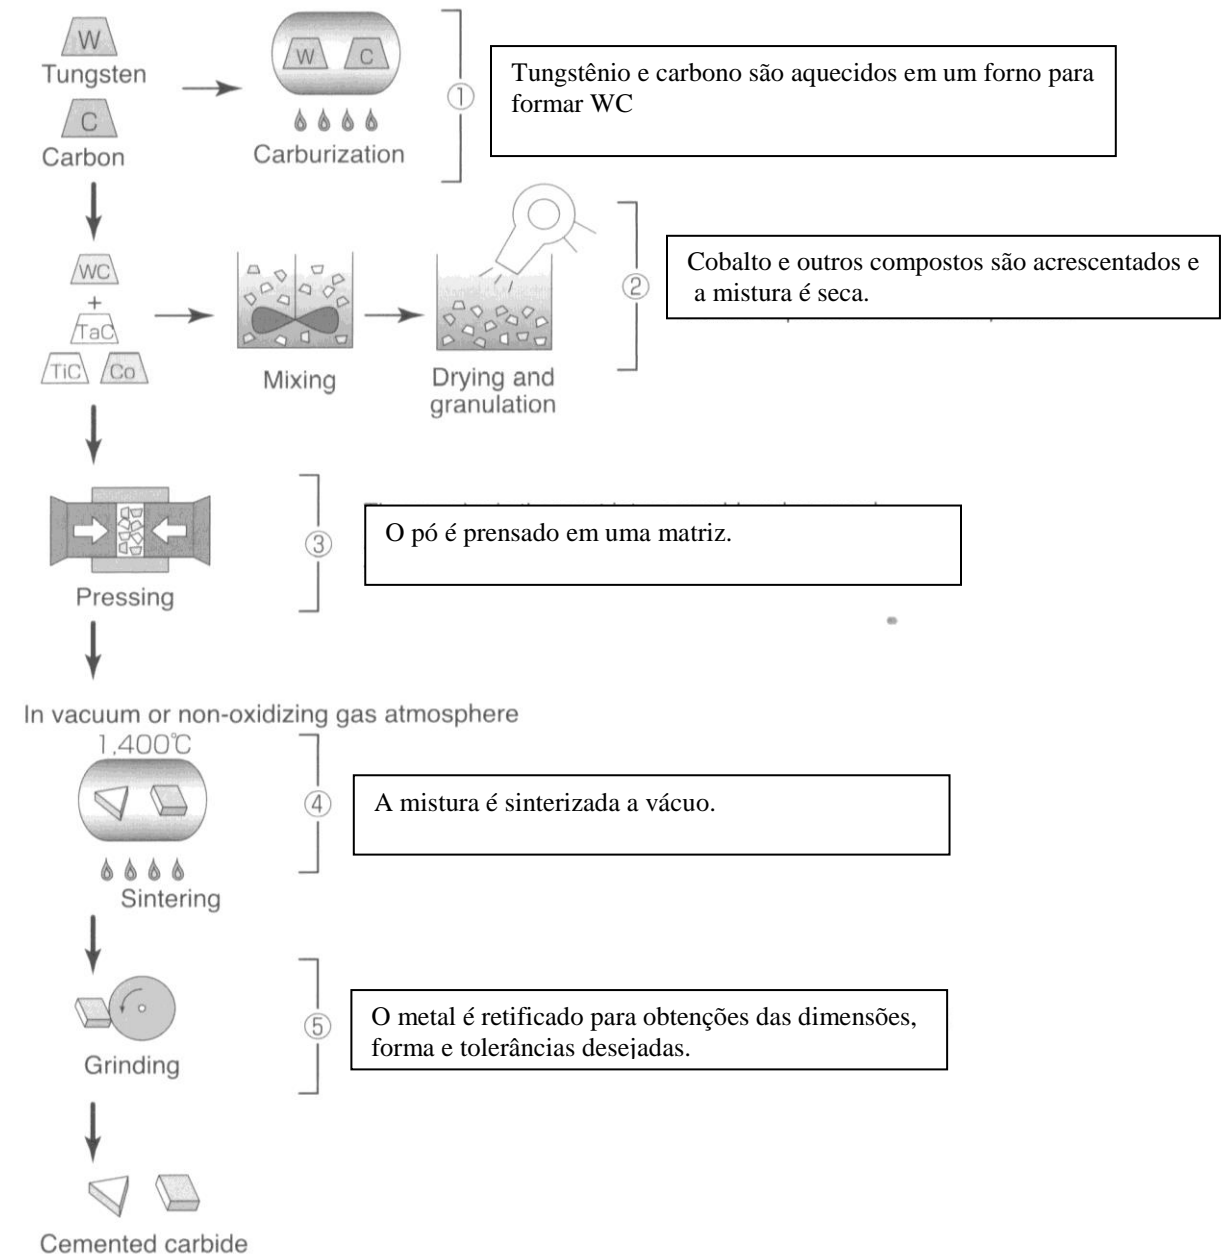 W
Tungsten
C
Carbon
W C
Carburization
①
Tungstênio e carbono são aquecidos em um forno para
formar WC
WC
+
TaC
TiC Co
Mixing
Drying and
granulation
②
Cobalto e outros compostos são acrescentados e
a mistura é seca.
Pressing
③
O pó é prensado em uma matriz.
In vacuum or non-oxidizing gas atmosphere
1,400℃
Sintering
④
A mistura é sinterizada a vácuo.
Grinding
⑤
O metal é retificado para obtenções das dimensões,
forma e tolerâncias desejadas.
Cemented carbide